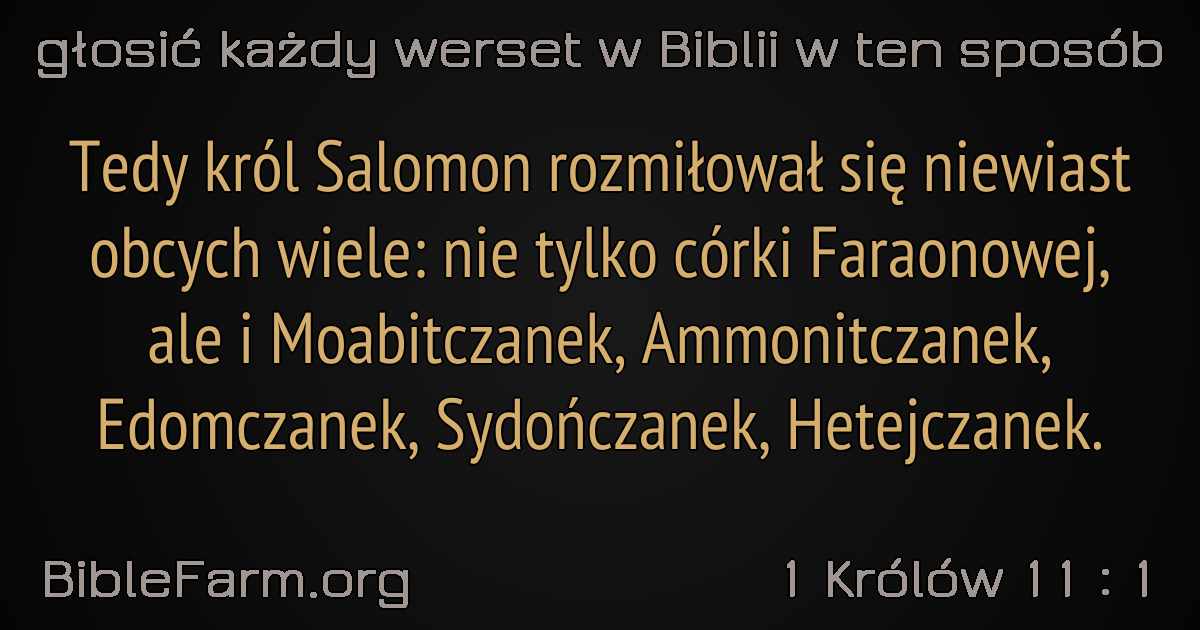 głosić każdy werset w Biblii w ten sposób
Tedy król Salomon rozmiłował się niewiast
obcych wiele: nie tylko córki Faraonowej,
ale i Moabitczanek, Ammonitczanek,
Edomczanek, Sydończanek, Hetejczanek.
BibleFarm.org
1 Królów 11 : 1